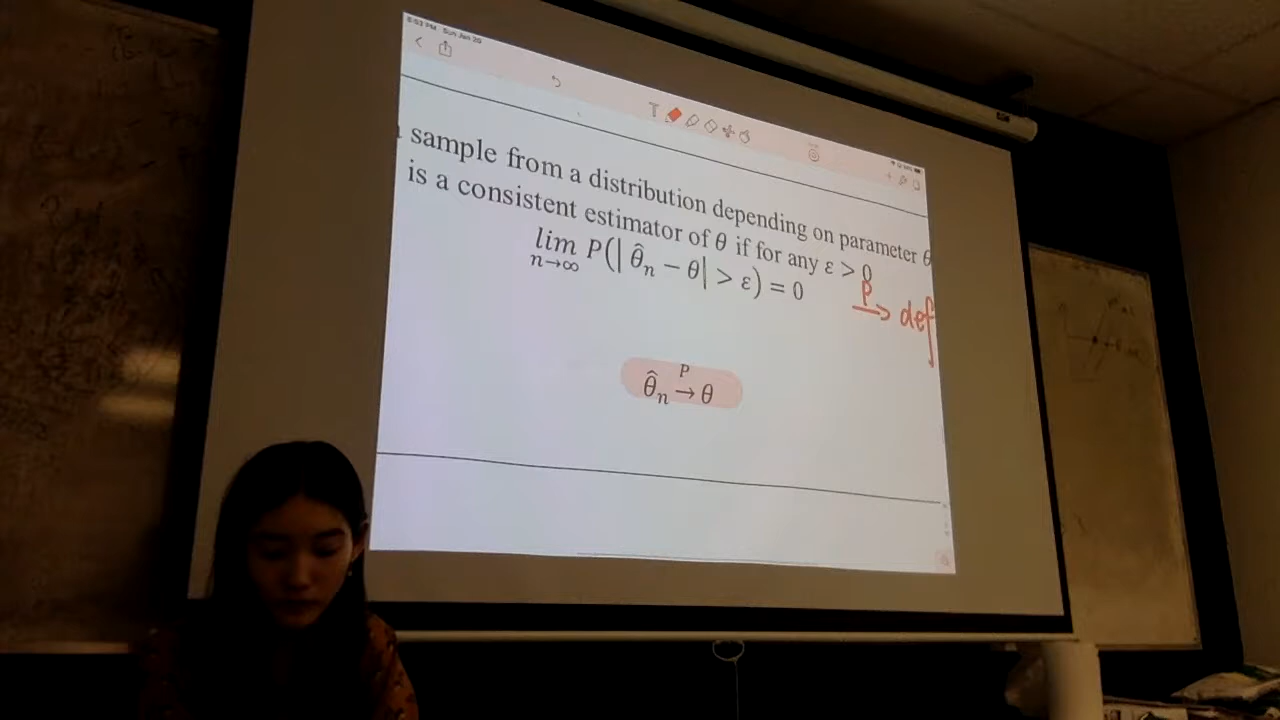 sample from a distribution depending on parameter θ
is a consistent estimator of θ if for any ε > 0
lim P(| θ̂ₙ − θ| > ε) = 0
n→∞
P
→ def
P
θ̂ₙ → θ